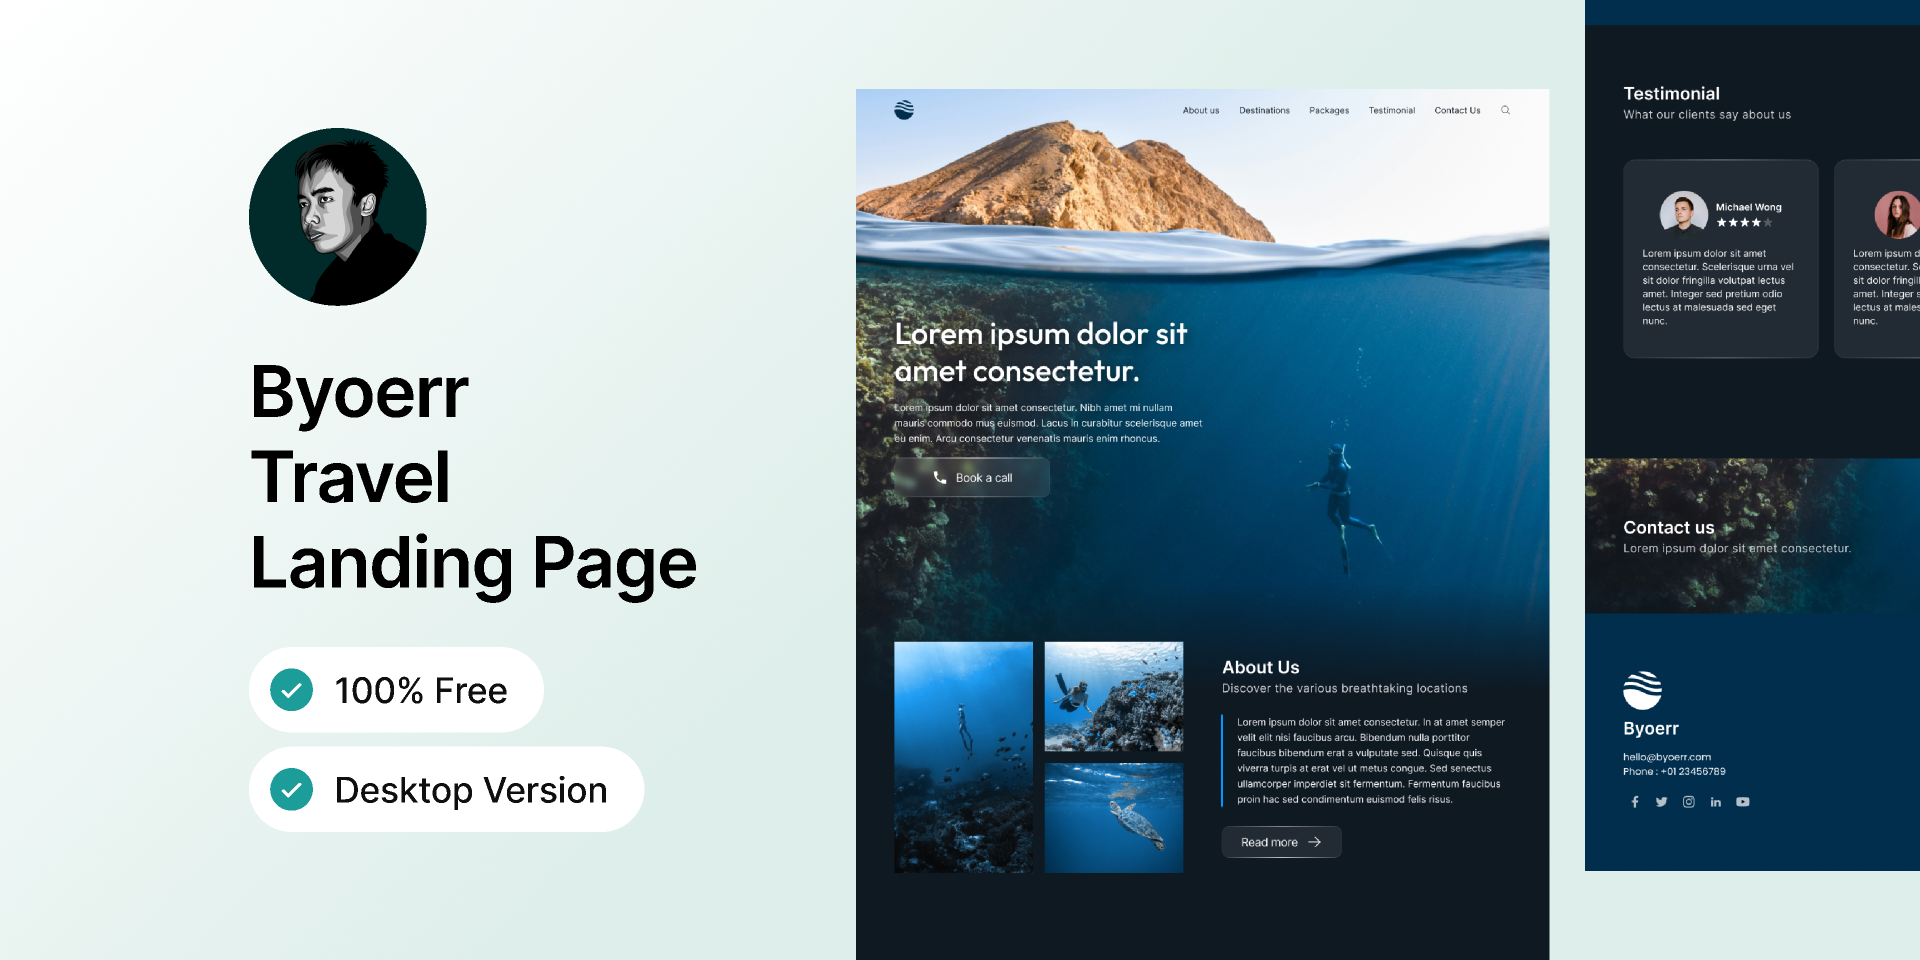 Byoerr
Travel
Landing Page
100% Free
Desktop Version
About us
Destinations
Packages
Testimonial
Contact Us
Lorem ipsum dolor sit
amet consectetur.
Lorem ipsum dolor sit amet consectetur. Nibh amet mi nullam
mauris commodo mus euismod. Lacus in curabitur scelerisque amet
eu enim. Arcu consectetur venenatis mauris enim rhoncus.
Book a call
About Us
Discover the various breathtaking locations
Lorem ipsum dolor sit amet consectetur. In at amet semper
velit elit nisi faucibus arcu. Bibendum nulla porttitor
faucibus bibendum erat a vulputate sed. Quisque quis
viverra turpis at erat vel ut metus congue. Sed senectus
ullamcorper imperdiet sit fermentum. Fermentum faucibus
proin hac sed condimentum euismod felis risus.
Read more
Testimonial
What our clients say about us
Michael Wong
Lorem ipsum dolor sit amet
consectetur. Scelerisque urna vel
sit dolor fringilla volutpat lectus
amet. Integer sed pretium odio
lectus at malesuada sed eget
nunc.
Lorem ipsum
consectetur.
sit dolor
amet. Integer
lectus at
nunc.
Contact us
Lorem ipsum dolor sit amet consectetur.
Byoerr
hello@byoerr.com
Phone : +01 23456789